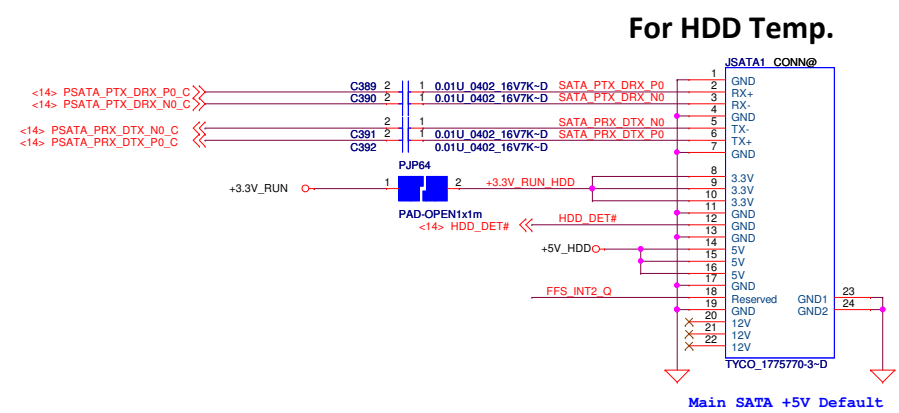 For HDD Temp.
JSATA1 CONN@
<14> PSATA_PTX_DRX_P0_C
<14> PSATA_PTX_DRX_N0_C
<14> PSATA_PRX_DTX_N0_C
<14> PSATA_PRX_DTX_P0_C
C389 2 1 0.01U_0402_16V7K~D SATA_PTX_DRX_P0
C390 2 1 0.01U_0402_16V7K~D SATA_PTX_DRX_N0
2 1 SATA_PRX_DTX_N0
C391 2 1 0.01U_0402_16V7K~D SATA_PRX_DTX_P0
C392 0.01U_0402_16V7K~D
PJP64
+3.3V_RUN 1 2 +3.3V_RUN_HDD
PAD-OPEN1x1m
<14> HDD_DET# HDD_DET#
+5V_HDD
FFS_INT2_Q
1 GND
2 RX+
3 RX-
4 GND
5 TX-
6 TX+
7 GND
8 3.3V
9 3.3V
10 3.3V
11 GND
12 GND
13 GND
14 5V
15 5V
16 5V
17 GND
18 Reserved
19 GND
20 12V
21 12V
22 12V
GND1 23
GND2 24
TYCO_1775770-3~D
Main SATA +5V Default